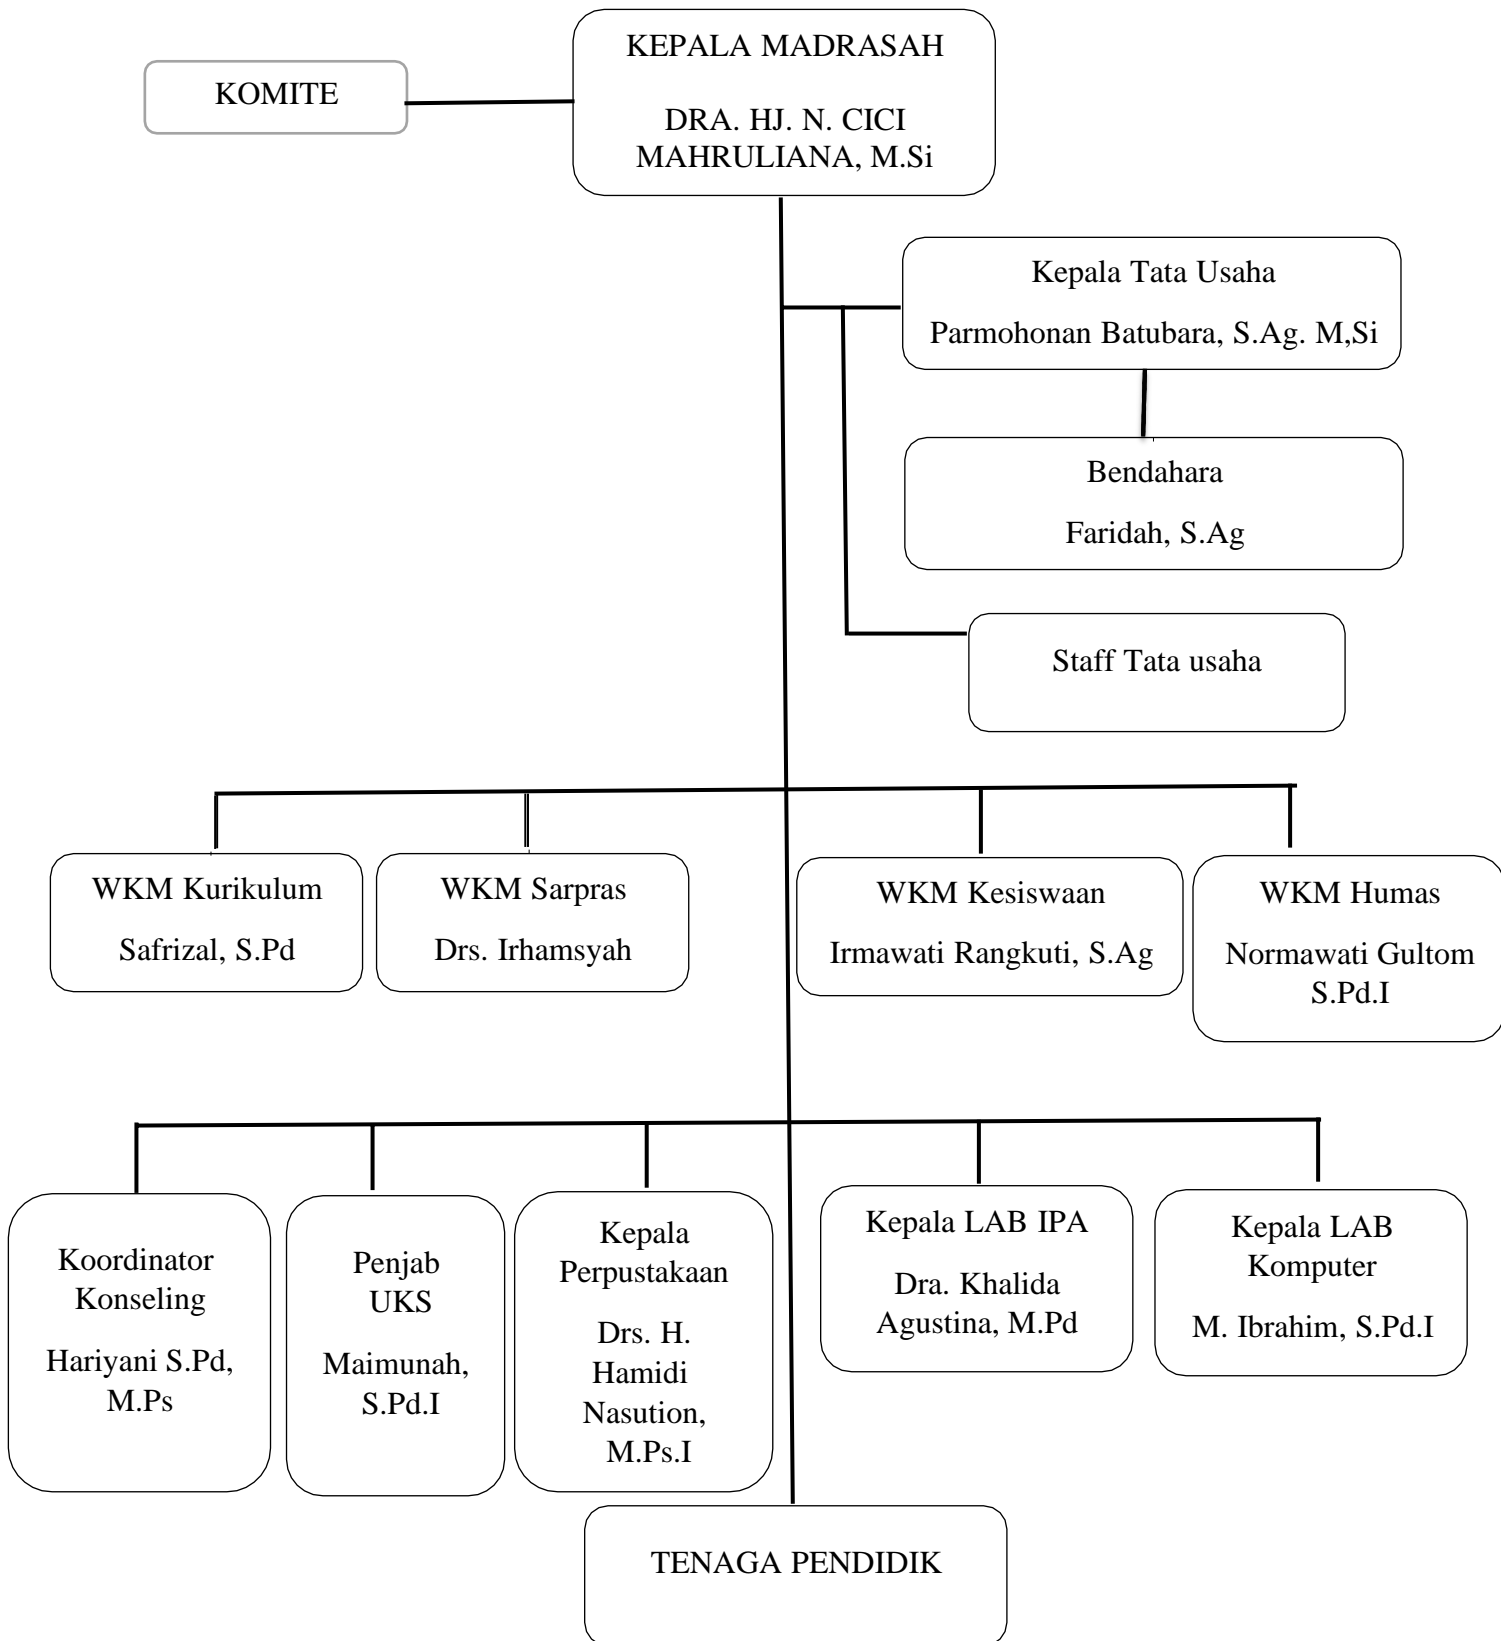 KEPALA MADRASAH
DRA. HJ. N. CICI
MAHRULIANA, M.Si
KOMITE
Kepala Tata Usaha
Parmohonan Batubara, S.Ag. M,Si
Bendahara
Faridah, S.Ag
Staff Tata usaha
WKM Kurikulum
Safrizal, S.Pd
WKM Sarpras
Drs. Irhamsyah
WKM Kesiswaan
Irmawati Rangkuti, S.Ag
WKM Humas
Normawati Gultom
S.Pd.I
Koordinator
Konseling
Hariyani S.Pd,
M.Ps
Penjab
UKS
Maimunah,
S.Pd.I
Kepala
Perpustakaan
Drs. H.
Hamidi
Nasution,
M.Ps.I
Kepala LAB IPA
Dra. Khalida
Agustina, M.Pd
Kepala LAB
Komputer
M. Ibrahim, S.Pd.I
TENAGA PENDIDIK